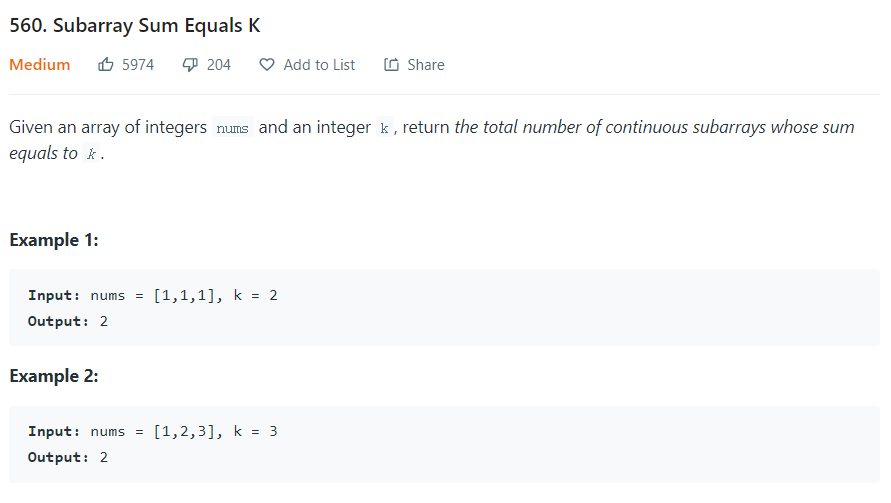 560. Subarray Sum Equals K
Medium 5974 204 Add to List Share
Given an array of integers nums and an integer k, return the total number of continuous subarrays whose sum
equals to k.
Example 1:
Input: nums = [1,1,1], k = 2
Output: 2
Example 2:
Input: nums = [1,2,3], k = 3
Output: 2